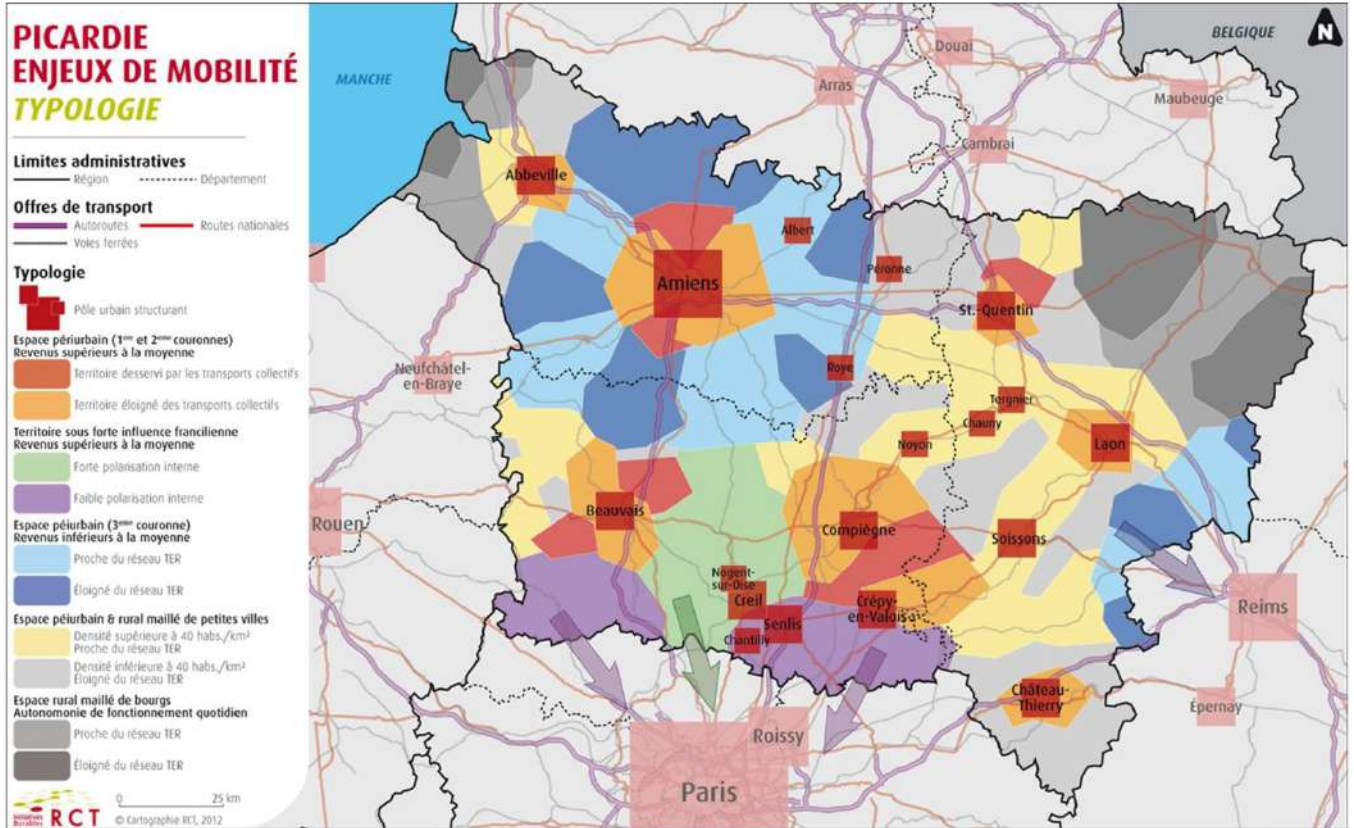 PICARDIE
ENJEUX DE MOBILITÉ
TYPOLOGIE
Limites administratives
Région
Département
Offres de transport
Autoroutes
Routes nationales
Voies ferrées
Typologie
Pôle urbain structurant
Espace périurbain (1ère et 2eme couronnes)
Revenus supérieurs à la moyenne
Territoire desservi par les transports collectifs
Territoire éloigné des transports collectifs
Territoire sous forte influence francilienne
Revenus supérieurs à la moyenne
Forte polarisation interne
Faible polarisation interne
Espace péiurbain (3eme couronne)
Revenus inférieurs à la moyenne
Proche du réseau TER
Éloigné du réseau TER
Espace péiurbain & rural maillé de petites villes
Densité supérieure à 40 habs./km²
Proche du réseau TER
Densité inférieure à 40 habs./km²
Éloigné du réseau TER
Espace rural maillé de bourgs
Autonomie de fonctionnement quotidien
Proche du réseau TER
Éloigné du réseau TER
Initiatives
Durables
RCT
0 25 km
© Cartographie RCT, 2012
MANCHE
BELGIQUE
N
Douai
Arras
Maubeuge
Cambrai
Abbeville
Albert
Péronne
Amiens
St.-Quentin
Neufchâtel-
en-Braye
Roye
Tergnier
Chauny
Noyon
Laon
Rouen
Beauvais
Compiègne
Soissons
Nogent-
sur-Oise
Creil
Senlis
Chantilly
Crépy-
en-Valois
Reims
Château-
Thierry
Épernay
Roissy
Paris